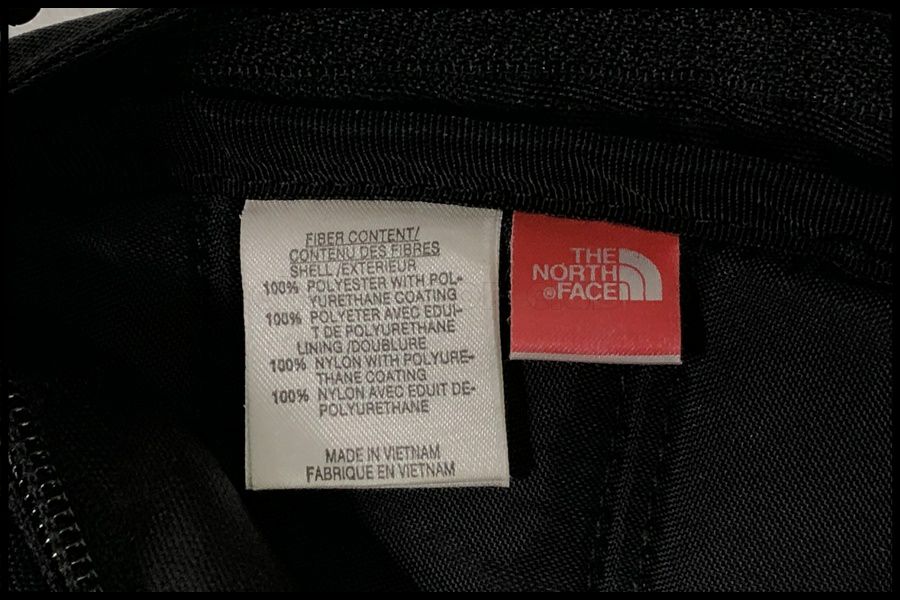 FIBER CONTENT/
CONTENU DES FIBRES
SHELL/EXTERIEUR
100% POLYESTER WITH POL-
YURETHANE COATING
100% POLYETER AVEC EDUI-
T DE POLYURETHANE
LINING/DOUBLURE
100% NYLON WITH POLYURE-
THANE COATING
100% NYLON AVEC EDUIT DE-
POLYURETHANE
MADE IN VIETNAM
FABRIQUE EN VIETNAM
THE
NORTH
®FACE